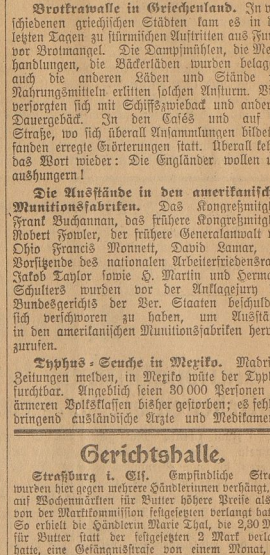 Brotkrawalle in Griechenland. In
schiedenen griechischen Städten kam es in
letzten Tagen zu stürmischen Auftritten aus Fur
vor Brotmangel. Die Dampfmühlen, die Me
handlungen, die Bäckerläden wurden belag
auch die anderen Läden und Stände
Nahrungsmitteln erlitten solchen Ansturm. Vi
versorgten sich mit Schiffszwieback und andere
Dauergebäck. In den Cafés und auf
Straße, wo sich überall Ansammlungen bildet
fanden erregte Erörterungen statt. Überall keh
das Wort wieder: Die Engländer wollen u
aushungern!
Die Ausstände in den amerikanisch
Munitionsfabriken. Das Kongreßmitgl
Frank Buchannan, das frühere Kongreßmitgl
Robert Fowler, der frühere Generalanwalt
Ohio Francis Monnett, David Lamar,
Vorsitzende des nationalen Arbeiterfriedensra
Jakob Taylor sowie H. Martin und Herma
Schulters wurden vor der Anklagejury
Bundesgerichts der Ver. Staaten beschuld
sich verschworen zu haben, um Ausstä
in den amerikanischen Munitionsfabriken herv
zurufen.
Typhus-Seuche in Mexiko. Madri
Zeitungen melden, in Mexiko wüte der Typ
furchtbar. Angeblich seien 30 000 Personen
ärmeren Volksklassen bisher gestorben; es feh
dringend ausländische Ärzte und Medikamen
Gerichtshalle.
Straßburg i. Els. Empfindliche Stra
wurden hier gegen mehrere Händlerinnen verhängt,
auf Wochenmärkten für Butter höhere Preise als
von der Marktkommission festgesetzten verlangt hatt
So erhielt die Händlerin Marie Thal, die 2,30 M
für Butter statt der festgesetzten 2 Mark verl
hatte, eine Gefängnisstrafe von einem Monat